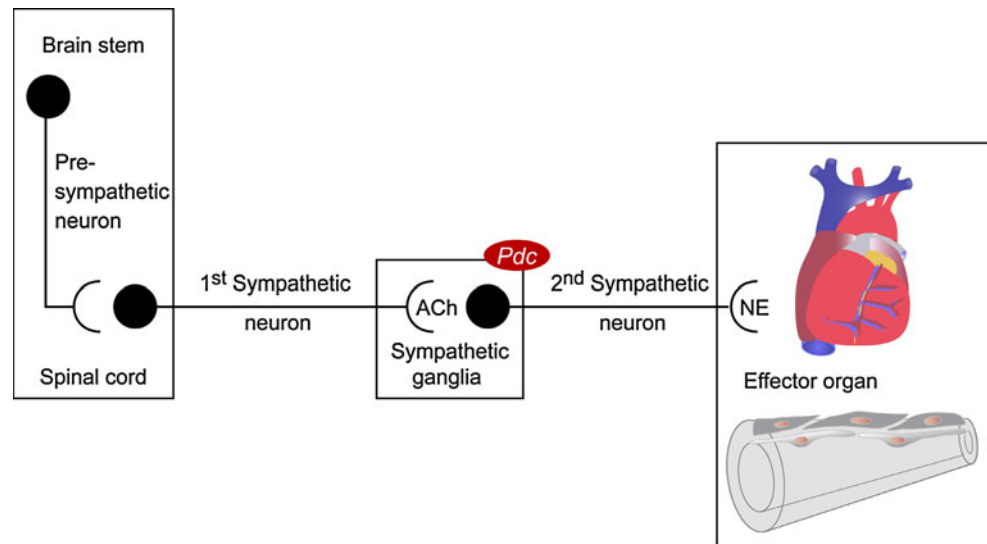 Brain stem
Pre-
sympathetic
neuron
Spinal cord
1st Sympathetic
neuron
Pdc
ACh
Sympathetic
ganglia
2nd Sympathetic
neuron
NE
Effector organ